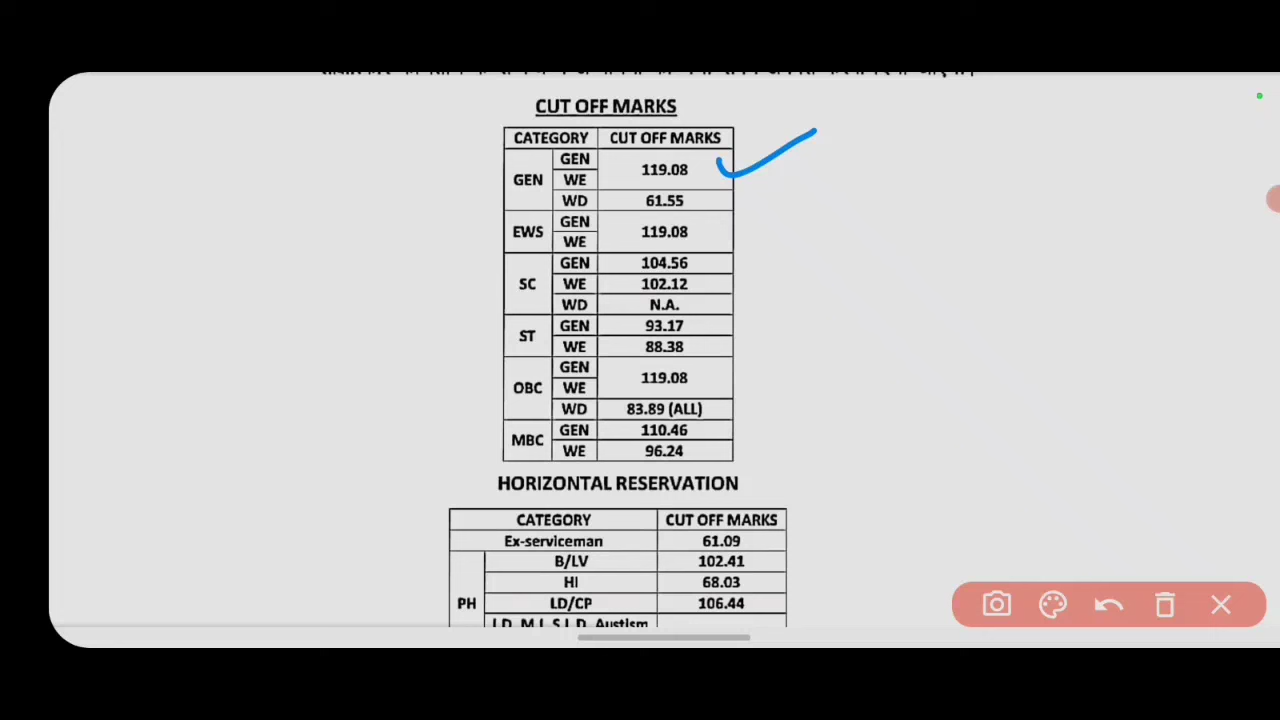 CUT OFF MARKS
CATEGORY CUT OFF MARKS
GEN GEN 119.08
WE
WD 61.55
EWS GEN 119.08
WE
SC GEN 104.56
WE 102.12
WD N.A.
ST GEN 93.17
WE 88.38
OBC GEN 119.08
WE
WD 83.89 (ALL)
MBC GEN 110.46
WE 96.24
HORIZONTAL RESERVATION
CATEGORY CUT OFF MARKS
Ex-serviceman 61.09
PH B/LV 102.41
HI 68.03
LD/CP 106.44
Austism